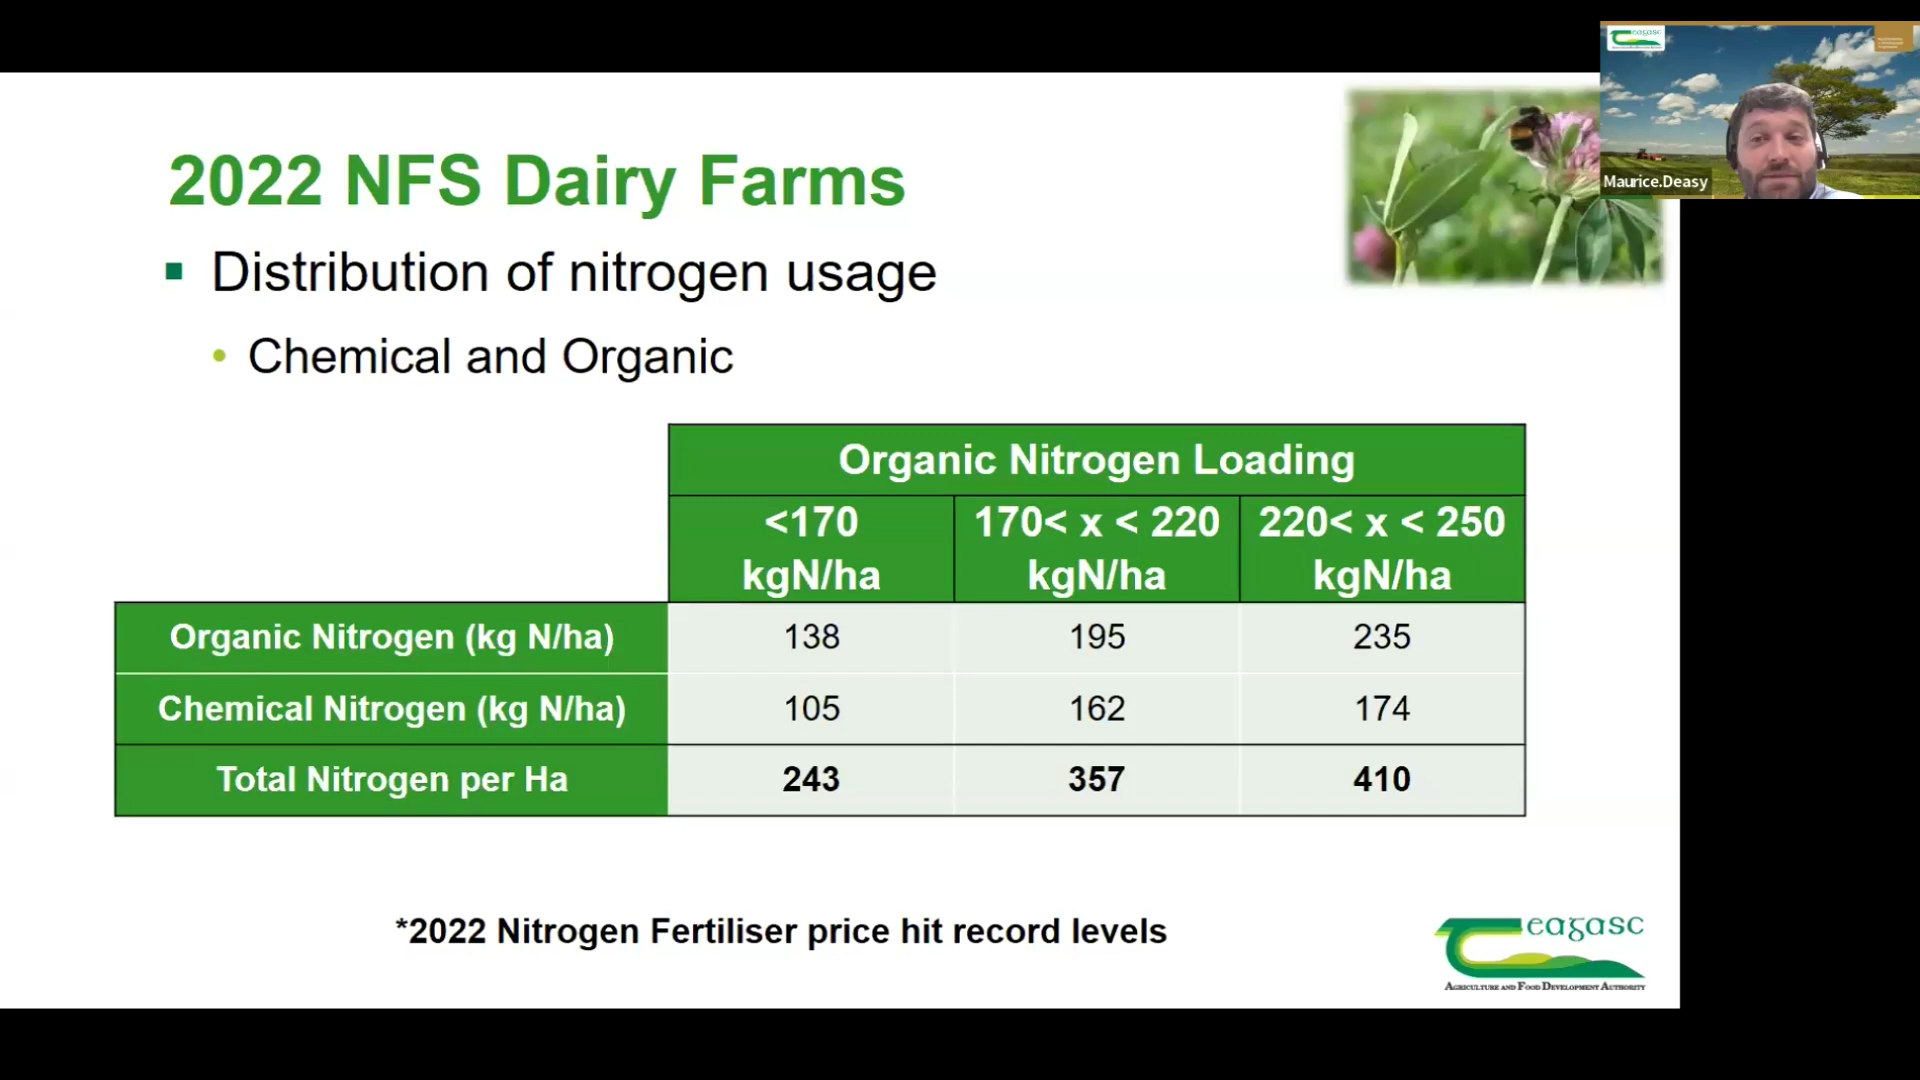 eagasc
Maurice.Deasy
2022 NFS Dairy Farms
Distribution of nitrogen usage
Chemical and Organic
Organic Nitrogen Loading
<170 kgN/ha
170< x < 220 kgN/ha
220< x < 250 kgN/ha
Organic Nitrogen (kg N/ha) 138 195 235
Chemical Nitrogen (kg N/ha) 105 162 174
Total Nitrogen per Ha 243 357 410
*2022 Nitrogen Fertiliser price hit record levels
eagasc
AGRICULTURE AND FOOD DEVELOPMENT AUTHORITY